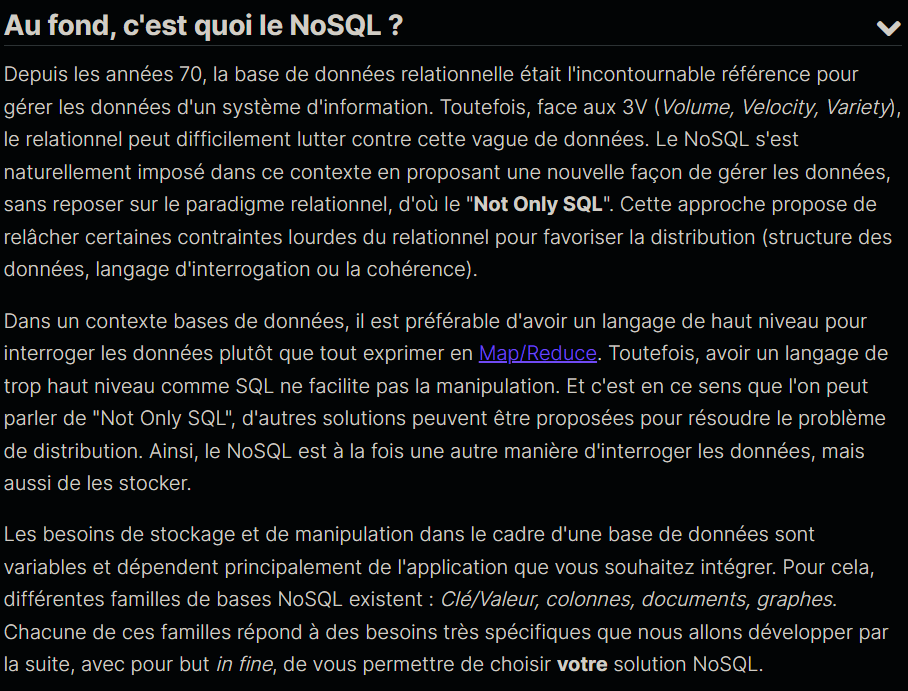 Au fond, c'est quoi le NoSQL ?
Depuis les années 70, la base de données relationnelle était l'incontournable référence pour
gérer les données d'un système d'information. Toutefois, face aux 3V (Volume, Velocity, Variety),
le relationnel peut difficilement lutter contre cette vague de données. Le NoSQL s'est
naturellement imposé dans ce contexte en proposant une nouvelle façon de gérer les données,
sans reposer sur le paradigme relationnel, d'où le "Not Only SQL". Cette approche propose de
relâcher certaines contraintes lourdes du relationnel pour favoriser la distribution (structure des
données, langage d'interrogation ou la cohérence).
Dans un contexte bases de données, il est préférable d'avoir un langage de haut niveau pour
interroger les données plutôt que tout exprimer en Map/Reduce. Toutefois, avoir un langage de
trop haut niveau comme SQL ne facilite pas la manipulation. Et c'est en ce sens que l'on peut
parler de "Not Only SQL", d'autres solutions peuvent être proposées pour résoudre le problème
de distribution. Ainsi, le NoSQL est à la fois une autre manière d'interroger les données, mais
aussi de les stocker.
Les besoins de stockage et de manipulation dans le cadre d'une base de données sont
variables et dépendent principalement de l'application que vous souhaitez intégrer. Pour cela,
différentes familles de bases NoSQL existent : Clé/Valeur, colonnes, documents, graphes.
Chacune de ces familles répond à des besoins très spécifiques que nous allons développer par
la suite, avec pour but in fine, de vous permettre de choisir votre solution NoSQL.